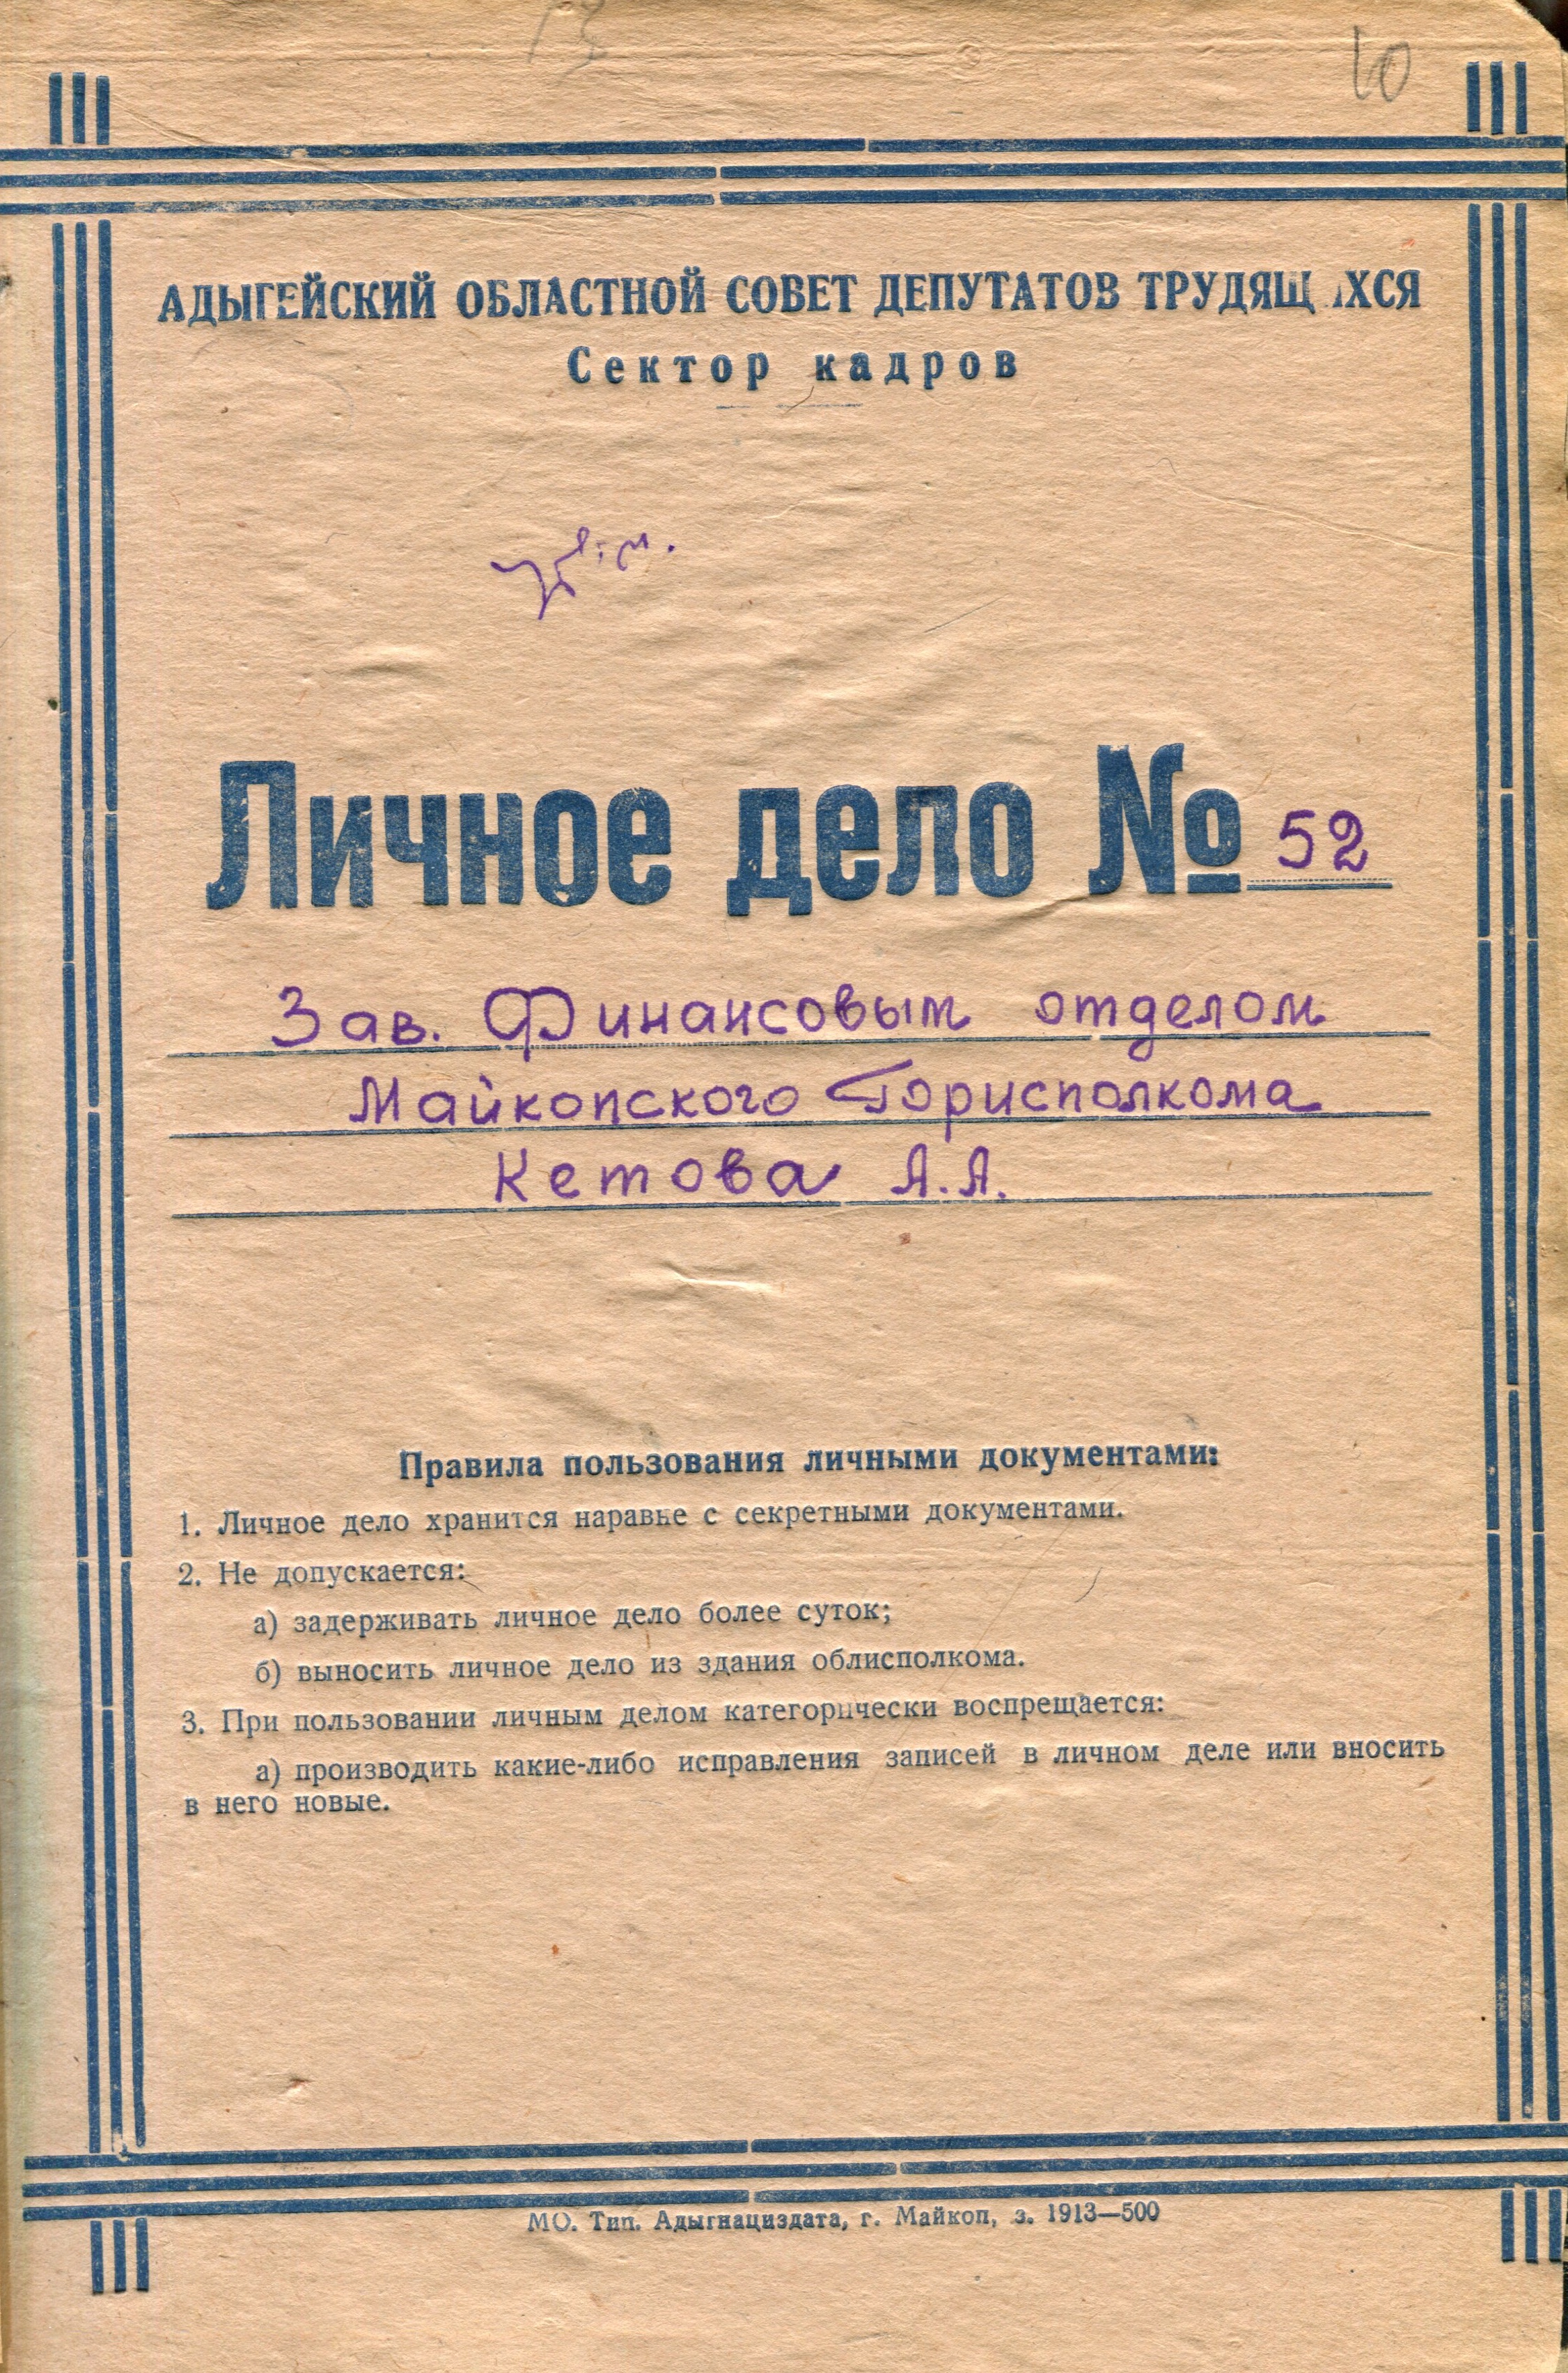 10
АДЫГЕЙСКИЙ ОБЛАСТНОЙ СОВЕТ ДЕПУТАТОВ ТРУДЯЩИХСЯ
Сектор кадров
Личное дело № 52
Зав. Финансовым отделом
Майкопского Горисполкома
Кетова А.А.
Правила пользования личными документами:
1. Личное дело хранится наравне с секретными документами.
2. Не допускается:
а) задерживать личное дело более суток;
б) выносить личное дело из здания облисполкома.
3. При пользовании личным делом категорически воспрещается:
а) производить какие-либо исправления записей в личном деле или вносить
в него новые.
МО. Тип. Адыгнациздата, г. Майкоп, з. 1913—500